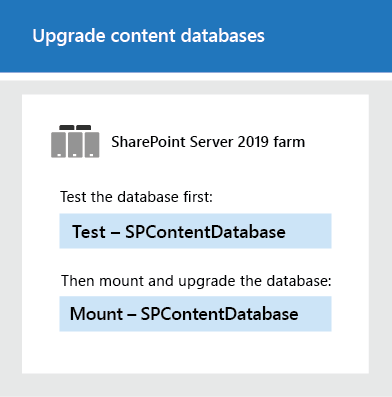 Upgrade content databases
SharePoint Server 2019 farm
Test the database first:
Test – SPContentDatabase
Then mount and upgrade the database:
Mount – SPContentDatabase